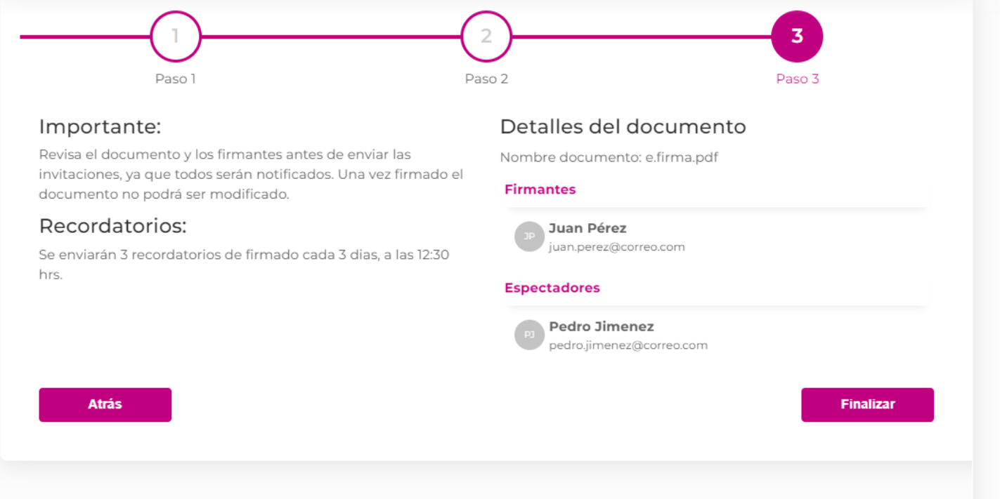 1
2
3
Paso 1
Paso 2
Paso 3
Importante:
Revisa el documento y los firmantes antes de enviar las
invitaciones, ya que todos serán notificados. Una vez firmado el
documento no podrá ser modificado.
Recordatorios:
Se enviarán 3 recordatorios de firmado cada 3 dias, a las 12:30
hrs.
Detalles del documento
Nombre documento: e.firma.pdf
Firmantes
JP
Juan Pérez
juan.perez@correo.com
Espectadores
PJ
Pedro Jimenez
pedro.jimenez@correo.com
Atrás
Finalizar